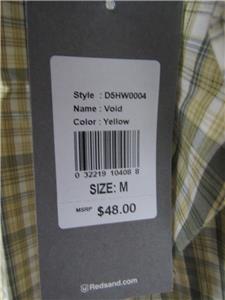 Style : D5HW0004
Name : Void
Color : Yellow
0 32219 10408 8
SIZE: M
MSRP $48.00
Redsand.com